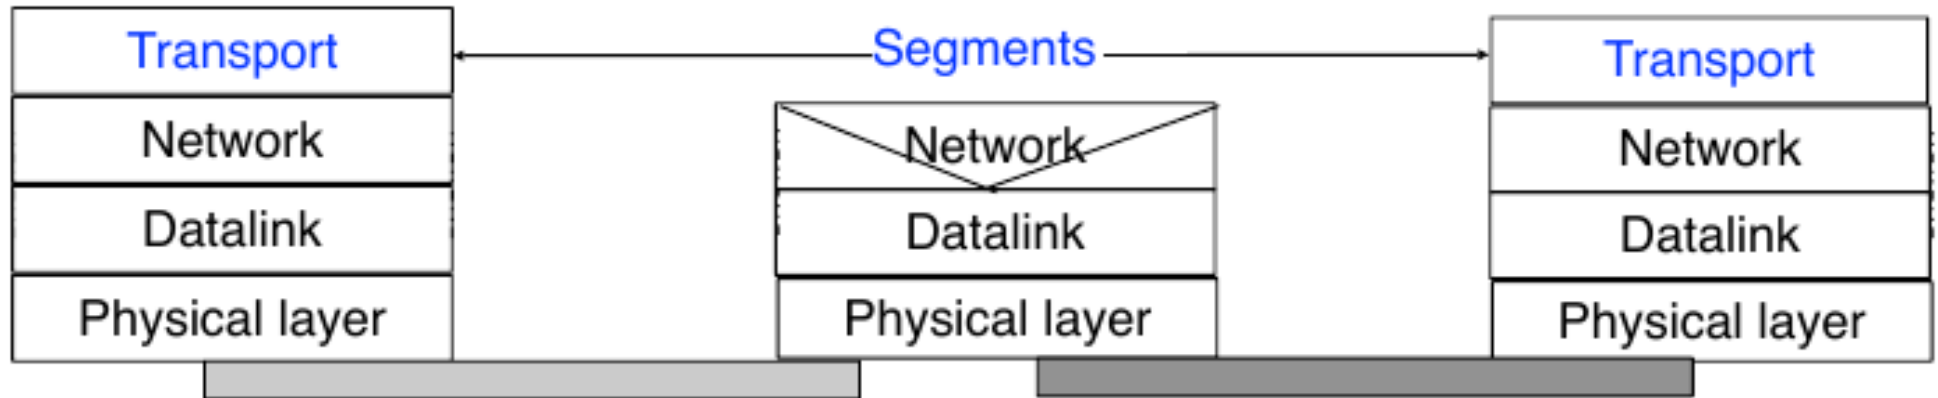 Transport
Network
Datalink
Physical layer
Segments
Network
Datalink
Physical layer
Transport
Network
Datalink
Physical layer